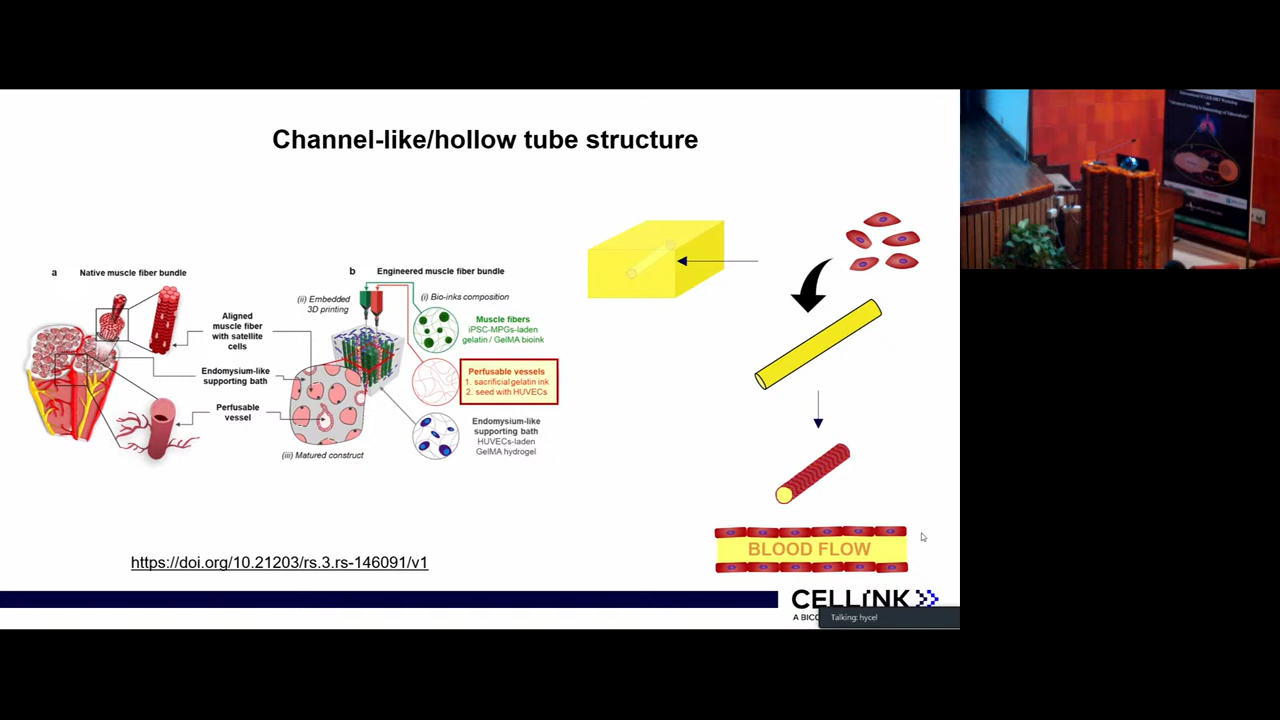 Channel-like/hollow tube structure
a Native muscle fiber bundle
Aligned
muscle fiber
with satellite
cells
Endomysium-like
supporting bath
Perfusable
vessel
b Engineered muscle fiber bundle
(ii) Embedded
3D printing
(i) Bio-inks composition
Muscle fibers
iPSC-MPGs-laden
gelatin / GelMA bioink
Perfusable vessels
1. sacrificial gelatin ink
2. seed with HUVECs
Endomysium-like
supporting bath
HUVECs-laden
GelMA hydrogel
(iii) Matured construct
BLOOD FLOW
https://doi.org/10.21203/rs.3.rs-146091/v1
CELLINK
A BICO
Talking: hycel